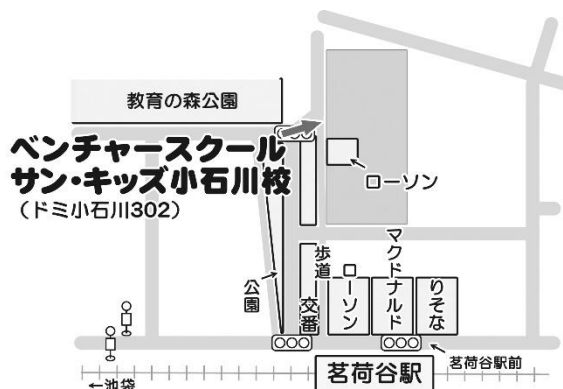 教育の森公園
ベンチャースクール
サン・キッズ小石川校
（ドミ小石川302）
ローソン
公園
歩道
交番
ローソン
マクドナルド
りそな
茗荷谷駅前
茗荷谷駅
←池袋